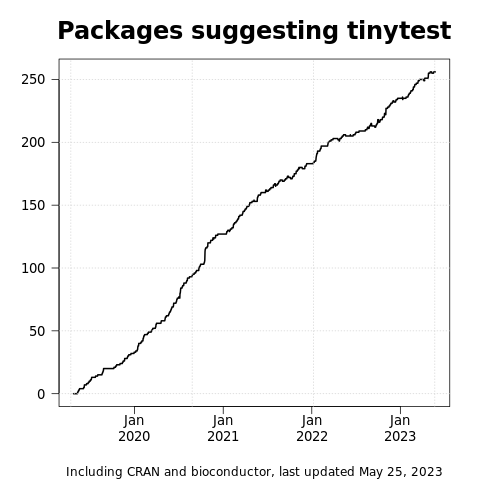 Packages suggesting tinytest
250
200
150
100
50
0
Jan Jan Jan Jan
2020 2021 2022 2023
Including CRAN and bioconductor, last updated May 25, 2023